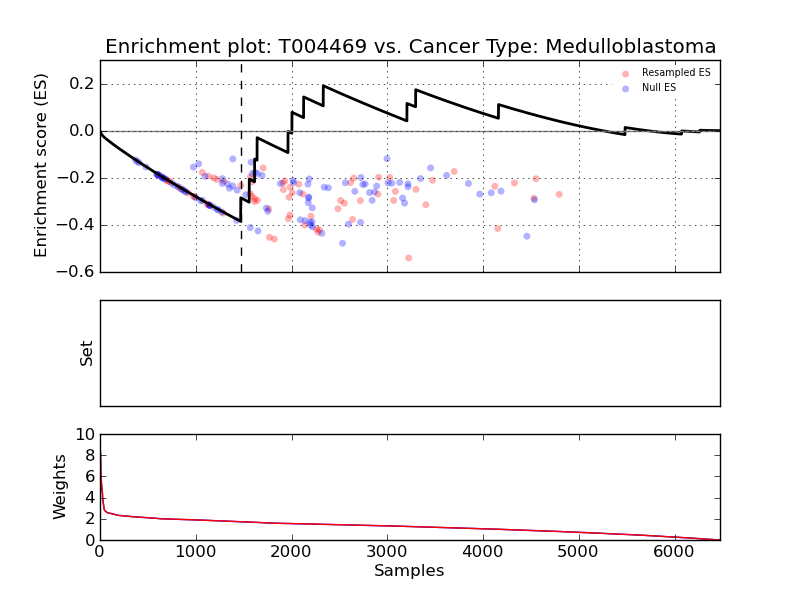 Enrichment plot: T004469 vs. Cancer Type: Medulloblastoma
Enrichment score (ES)
0.2
0.0
−0.2
−0.4
−0.6
Resampled ES
Null ES
Set
Weights
10
8
6
4
2
0
0 1000 2000 3000 4000 5000 6000
Samples